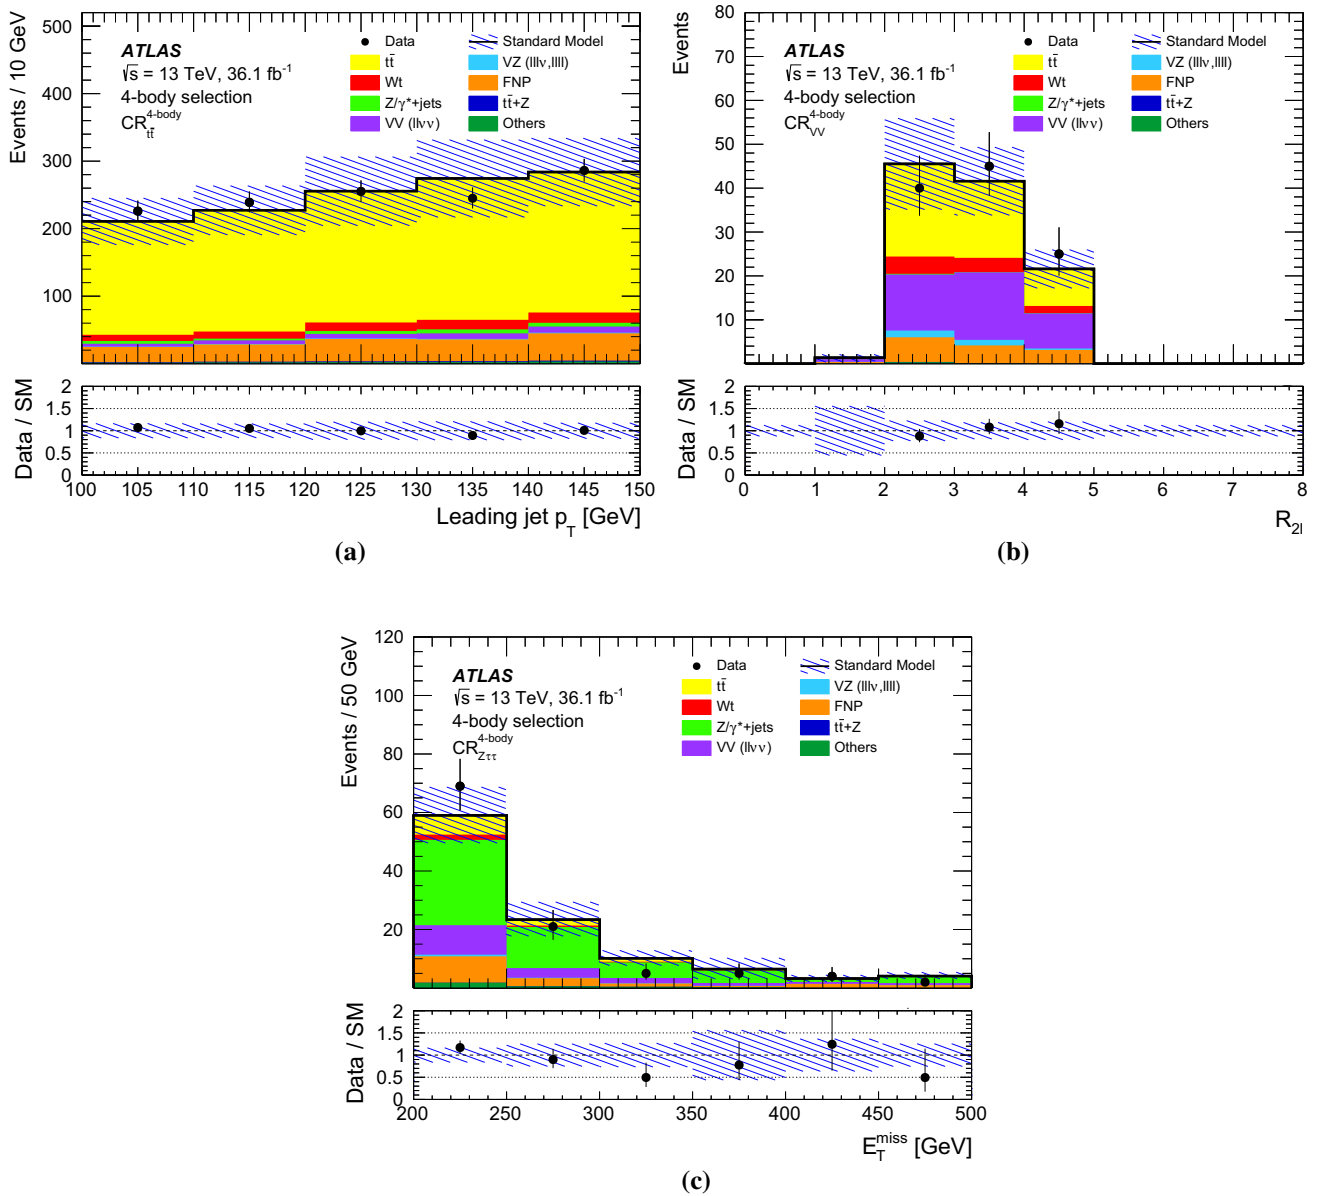 Events / 10 GeV
500
400
300
200
100
ATLAS
√s = 13 TeV, 36.1 fb⁻¹
4-body selection
CR_{tt̄}^{4-body}
Data
tt̄
Wt
Z/γ*+jets
VV (llνν)
Standard Model
VZ (lllν,llll)
FNP
tt̄+Z
Others
Data / SM
2
1.5
1
0.5
0
100 105 110 115 120 125 130 135 140 145 150
Leading jet p_T [GeV]
(a)
Events
80
70
60
50
40
30
20
10
ATLAS
√s = 13 TeV, 36.1 fb⁻¹
4-body selection
CR_{VV}^{4-body}
Data
tt̄
Wt
Z/γ*+jets
VV (llνν)
Standard Model
VZ (lllν,llll)
FNP
tt̄+Z
Others
Data / SM
2
1.5
1
0.5
0
0 1 2 3 4 5 6 7 8
R_{2l}
(b)
Events / 50 GeV
120
100
80
60
40
20
ATLAS
√s = 13 TeV, 36.1 fb⁻¹
4-body selection
CR_{Zττ}^{4-body}
Data
tt̄
Wt
Z/γ*+jets
VV (llνν)
Standard Model
VZ (lllν,llll)
FNP
tt̄+Z
Others
Data / SM
2
1.5
1
0.5
0
200 250 300 350 400 450 500
E_T^{miss} [GeV]
(c)